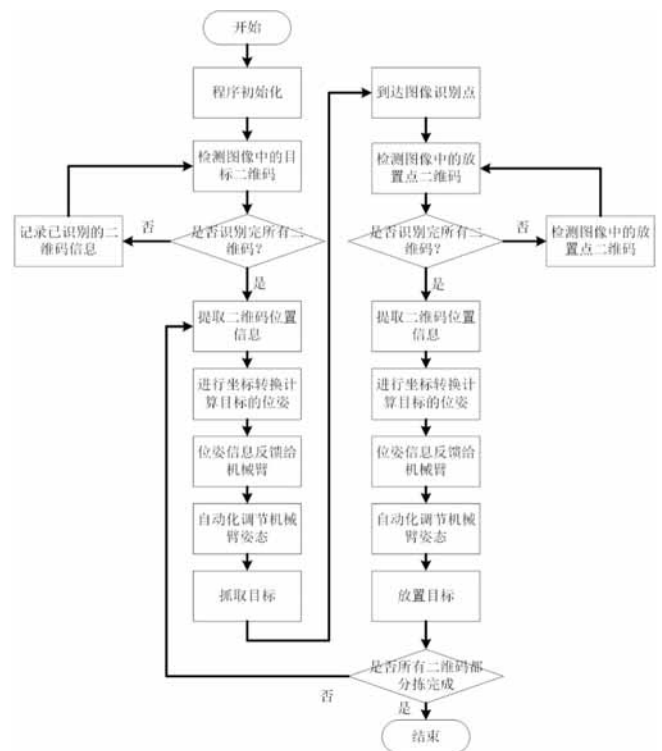 开始
程序初始化
检测图像中的目
标二维码
是否识别完所有二
维码？
否
记录已识别的二
维码信息
是
提取二维码位置
信息
进行坐标转换计
算目标的位姿
位姿信息反馈给
机械臂
自动化调节机械
臂姿态
抓取目标
到达图像识别点
检测图像中的放
置点二维码
是否识别完所有二
维码？
否
检测图像中的放
置点二维码
是
提取二维码位置
信息
进行坐标转换计
算目标的位姿
位姿信息反馈给
机械臂
自动化调节机械
臂姿态
放置目标
是否所有二维码都
分拣完成
否
是
结束